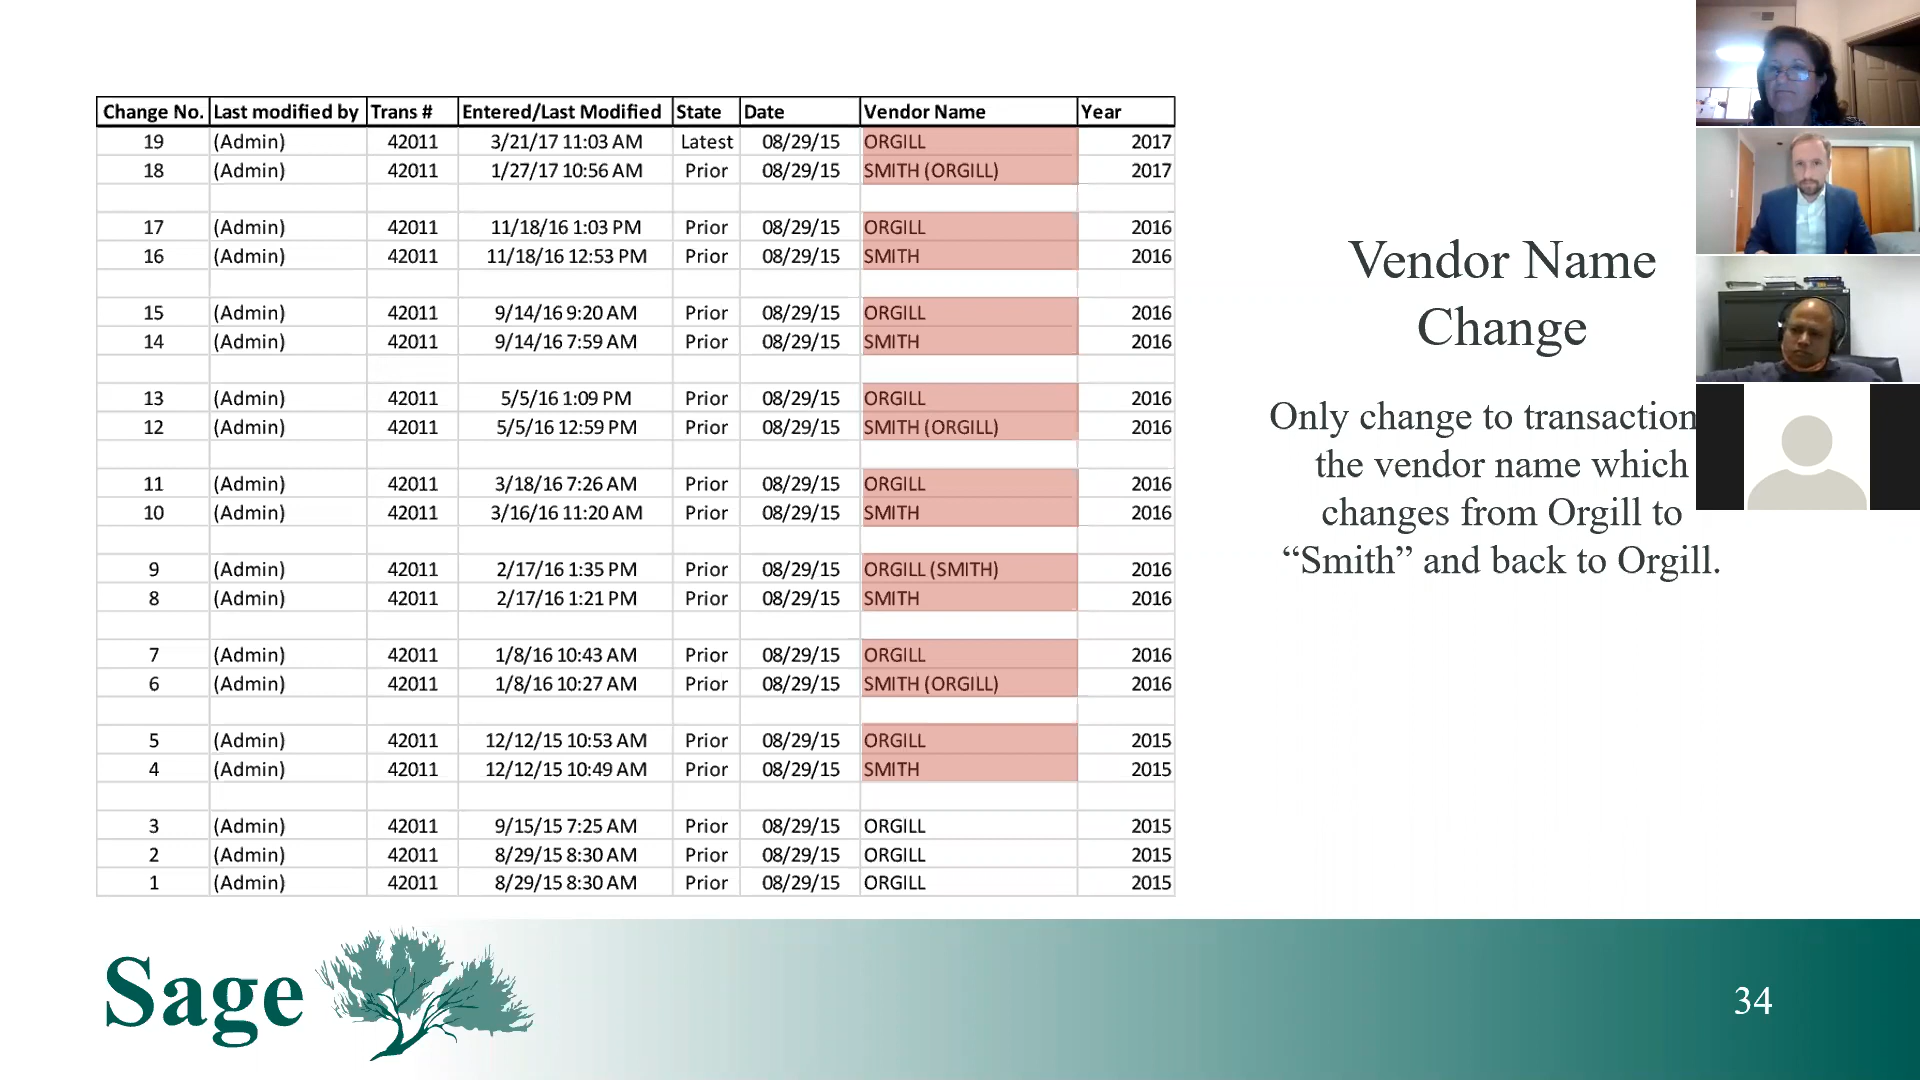 Change No. Last modified by Trans # Entered/Last Modified State Date Vendor Name Year
19 (Admin) 42011 3/21/17 11:03 AM Latest 08/29/15 ORGILL 2017
18 (Admin) 42011 1/27/17 10:56 AM Prior 08/29/15 SMITH (ORGILL) 2017
17 (Admin) 42011 11/18/16 1:03 PM Prior 08/29/15 ORGILL 2016
16 (Admin) 42011 11/18/16 12:53 PM Prior 08/29/15 SMITH 2016
15 (Admin) 42011 9/14/16 9:20 AM Prior 08/29/15 ORGILL 2016
14 (Admin) 42011 9/14/16 7:59 AM Prior 08/29/15 SMITH 2016
13 (Admin) 42011 5/5/16 1:09 PM Prior 08/29/15 ORGILL 2016
12 (Admin) 42011 5/5/16 12:59 PM Prior 08/29/15 SMITH (ORGILL) 2016
11 (Admin) 42011 3/18/16 7:26 AM Prior 08/29/15 ORGILL 2016
10 (Admin) 42011 3/16/16 11:20 AM Prior 08/29/15 SMITH 2016
9 (Admin) 42011 2/17/16 1:35 PM Prior 08/29/15 ORGILL (SMITH) 2016
8 (Admin) 42011 2/17/16 1:21 PM Prior 08/29/15 SMITH 2016
7 (Admin) 42011 1/8/16 10:43 AM Prior 08/29/15 ORGILL 2016
6 (Admin) 42011 1/8/16 10:27 AM Prior 08/29/15 SMITH (ORGILL) 2016
5 (Admin) 42011 12/12/15 10:53 AM Prior 08/29/15 ORGILL 2015
4 (Admin) 42011 12/12/15 10:49 AM Prior 08/29/15 SMITH 2015
3 (Admin) 42011 9/15/15 7:25 AM Prior 08/29/15 ORGILL 2015
2 (Admin) 42011 8/29/15 8:30 AM Prior 08/29/15 ORGILL 2015
1 (Admin) 42011 8/29/15 8:30 AM Prior 08/29/15 ORGILL 2015
Vendor Name
Change
Only change to transaction
the vendor name which
changes from Orgill to
“Smith” and back to Orgill.
Sage
34